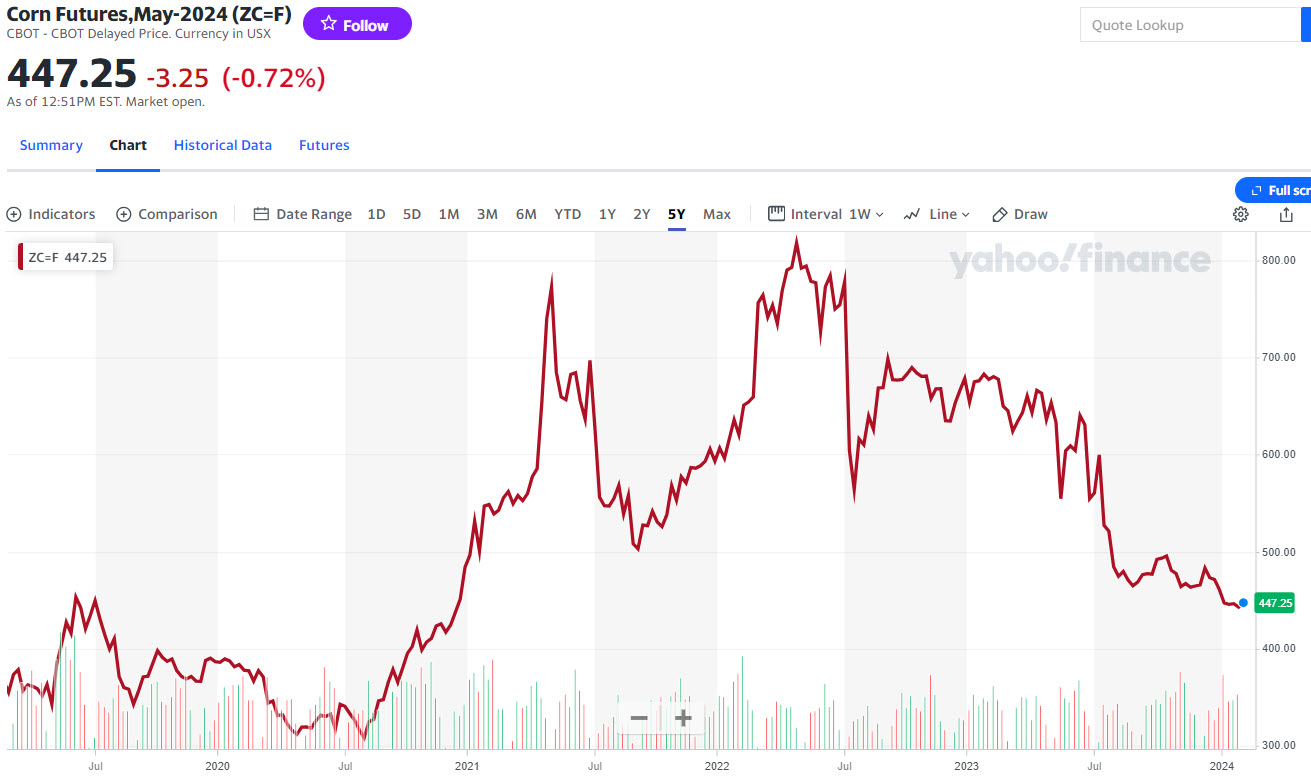 Corn Futures,May-2024 (ZC=F)
Follow
CBOT - CBOT Delayed Price. Currency in USX
Quote Lookup
447.25 -3.25 (-0.72%)
As of 12:51PM EST. Market open.
Summary Chart Historical Data Futures
Full scr
Indicators Comparison Date Range 1D 5D 1M 3M 6M YTD 1Y 2Y 5Y Max Interval 1W Line Draw
ZC=F 447.25
yahoo!finance
800.00
700.00
600.00
500.00
447.25
400.00
300.00
Jul 2020 Jul 2021 Jul 2022 Jul 2023 Jul 2024